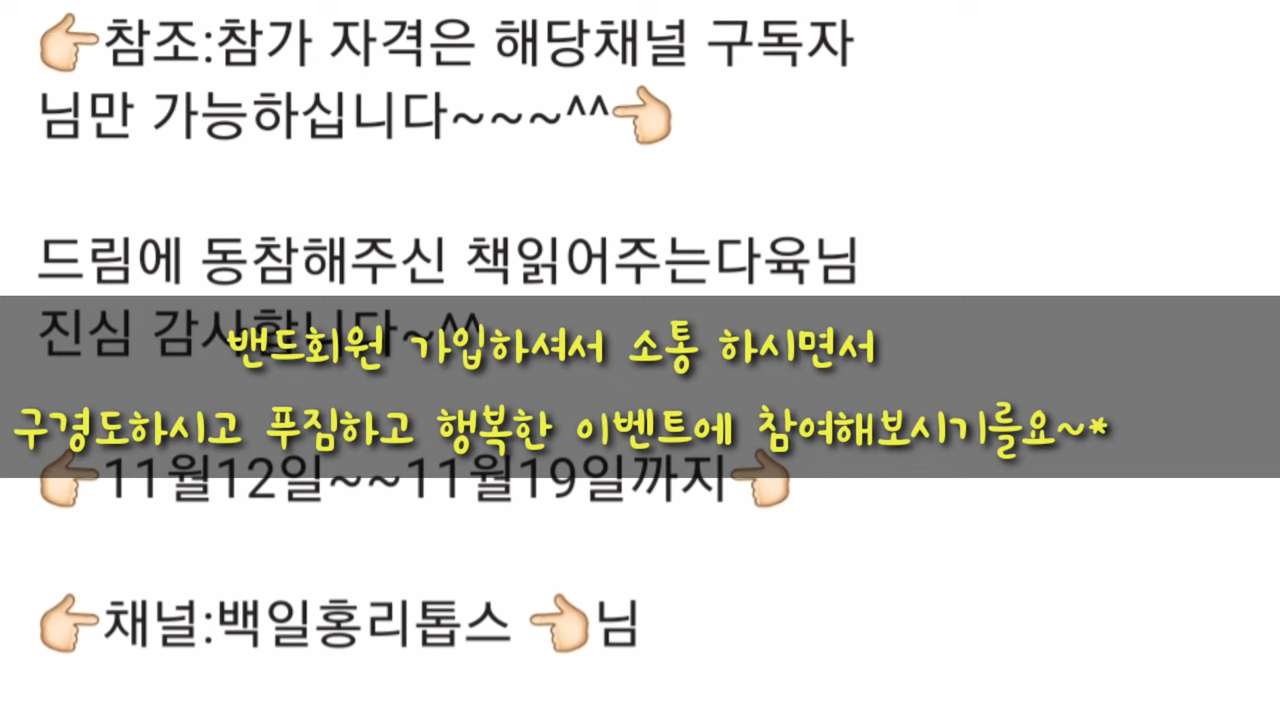 👉참조:참가 자격은 해당채널 구독자
님만 가능하십니다~~~^^👈
드림에 동참해주신 책읽어주는다육님
진심 감사합니다~^^
밴드회원 가입하셔서 소통 하시면서
구경도하시고 푸짐하고 행복한 이벤트에 참여해보시기를요~*
👉11월12일~~11월19일까지👈
👉채널:백일홍리톱스 👈님